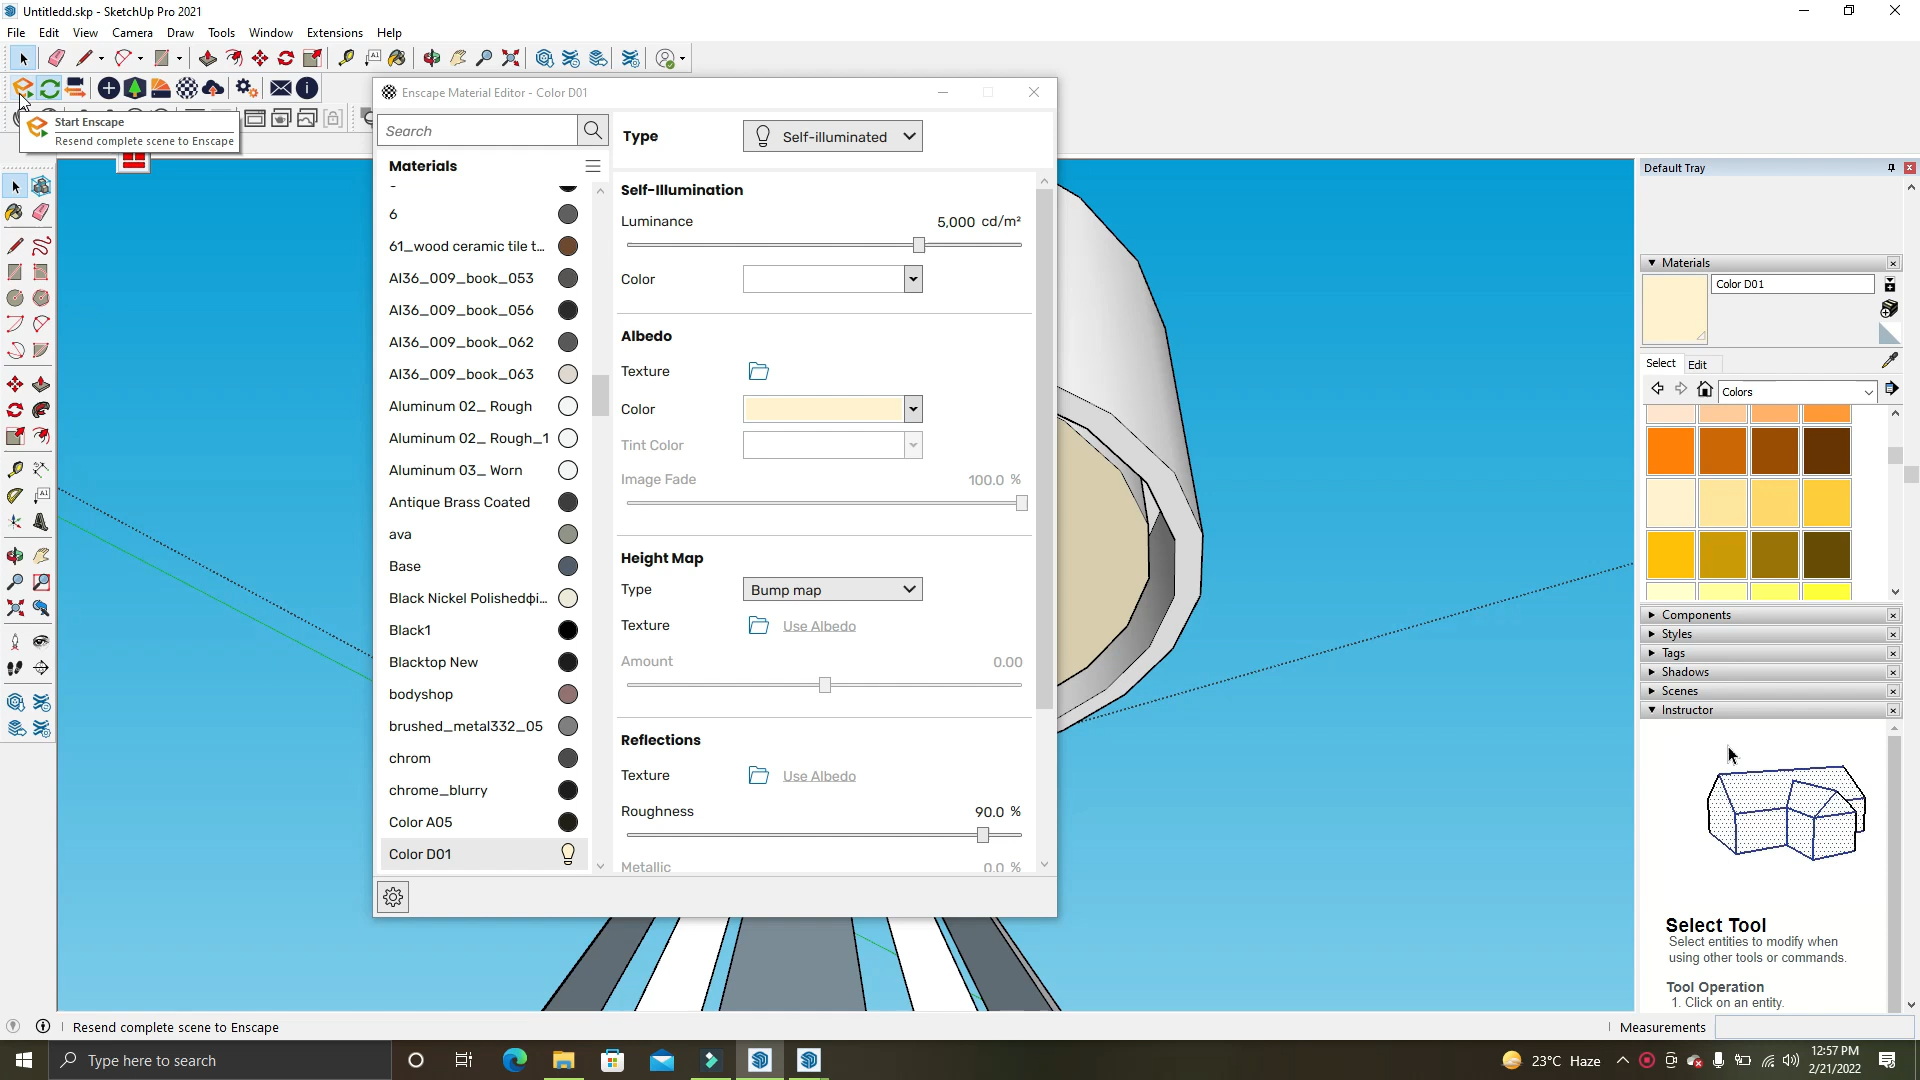 Untitledd.skp - SketchUp Pro 2021
File Edit View Camera Draw Tools Window Extensions Help
Enscape Material Editor - Color D01
Start Enscape
Resend complete scene to Enscape
Search
Type
Self-illuminated
Materials
6
61_wood ceramic tile t...
AI36_009_book_053
AI36_009_book_056
AI36_009_book_062
AI36_009_book_063
Aluminum 02_ Rough
Aluminum 02_ Rough_1
Aluminum 03_ Worn
Antique Brass Coated
ava
Base
Black Nickel Polishedфi...
Black1
Blacktop New
bodyshop
brushed_metal332_05
chrom
chrome_blurry
Color A05
Color D01
Self-Illumination
Luminance 5,000 cd/m²
Color
Albedo
Texture
Color
Tint Color
Image Fade 100.0 %
Height Map
Type Bump map
Texture Use Albedo
Amount 0.00
Reflections
Texture Use Albedo
Roughness 90.0 %
Metallic 0.0 %
Default Tray
Materials
Color D01
Select Edit
Colors
Components
Styles
Tags
Shadows
Scenes
Instructor
Select Tool
Select entities to modify when
using other tools or commands.
Tool Operation
1. Click on an entity.
Resend complete scene to Enscape
Measurements
Type here to search
23°C Haze
12:57 PM
2/21/2022